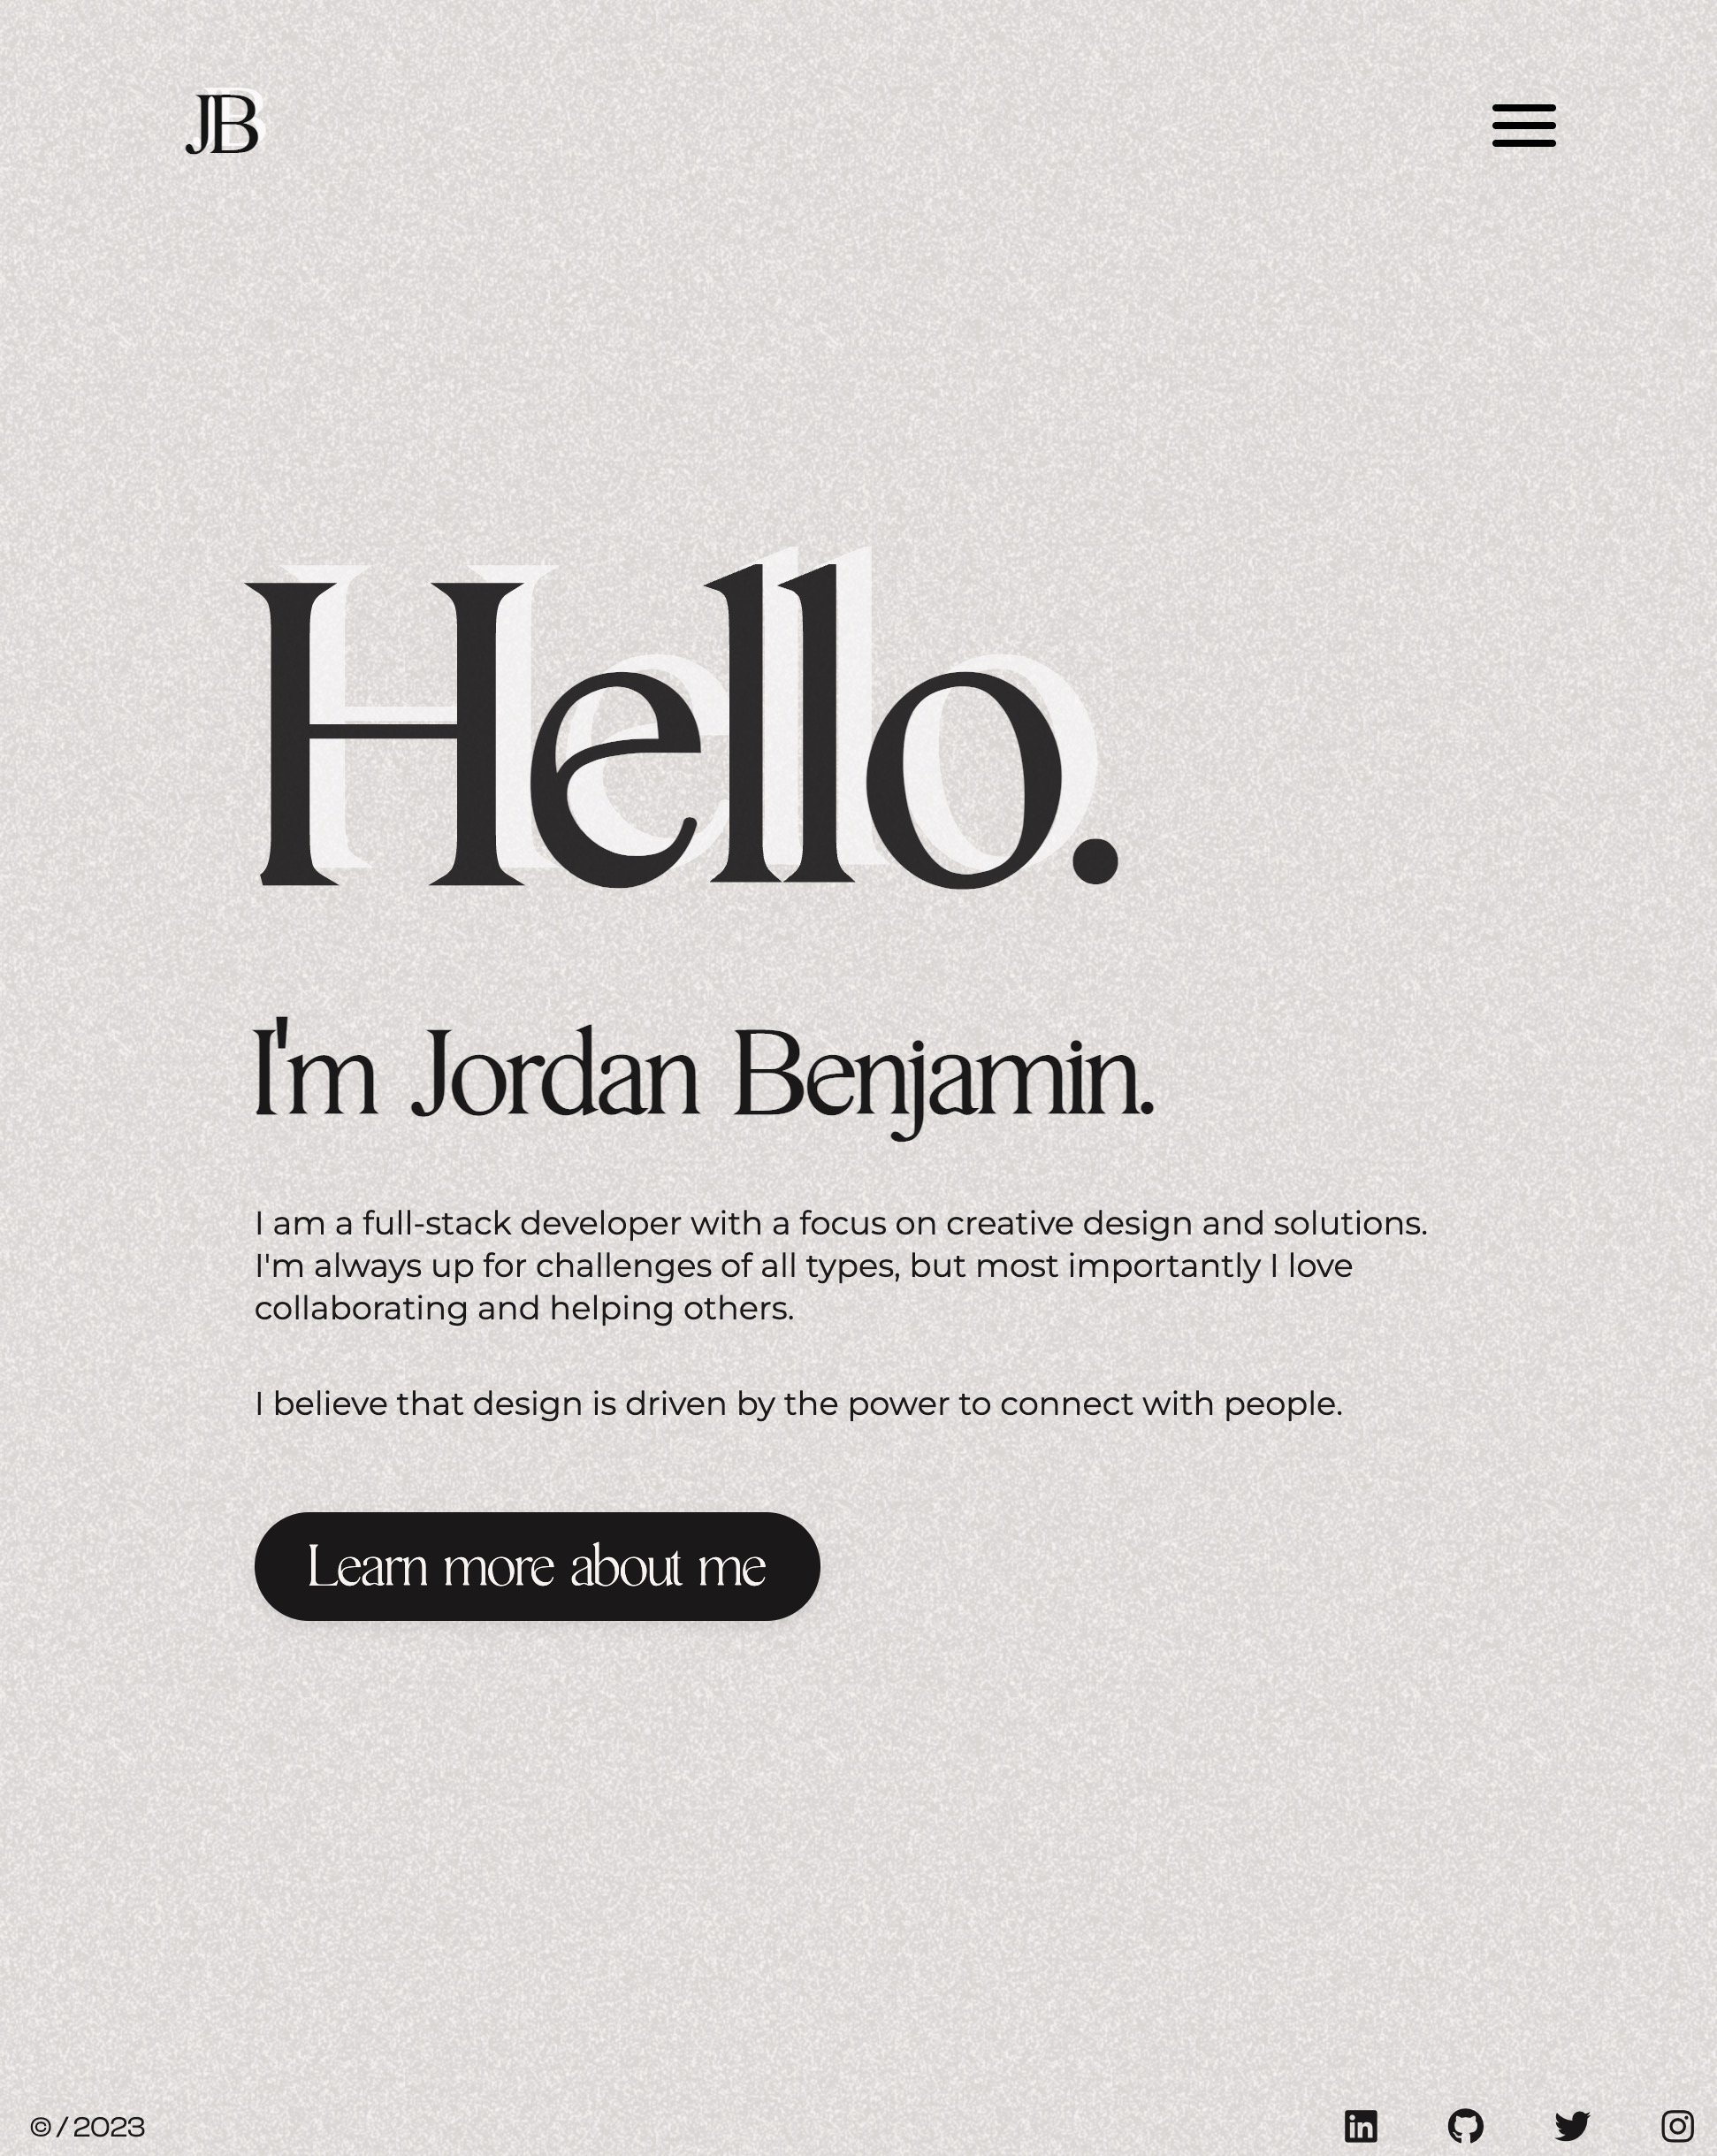 JB
Hello.
I'm Jordan Benjamin.
I am a full-stack developer with a focus on creative design and solutions.
I'm always up for challenges of all types, but most importantly I love
collaborating and helping others.
I believe that design is driven by the power to connect with people.
Learn more about me
© / 2023